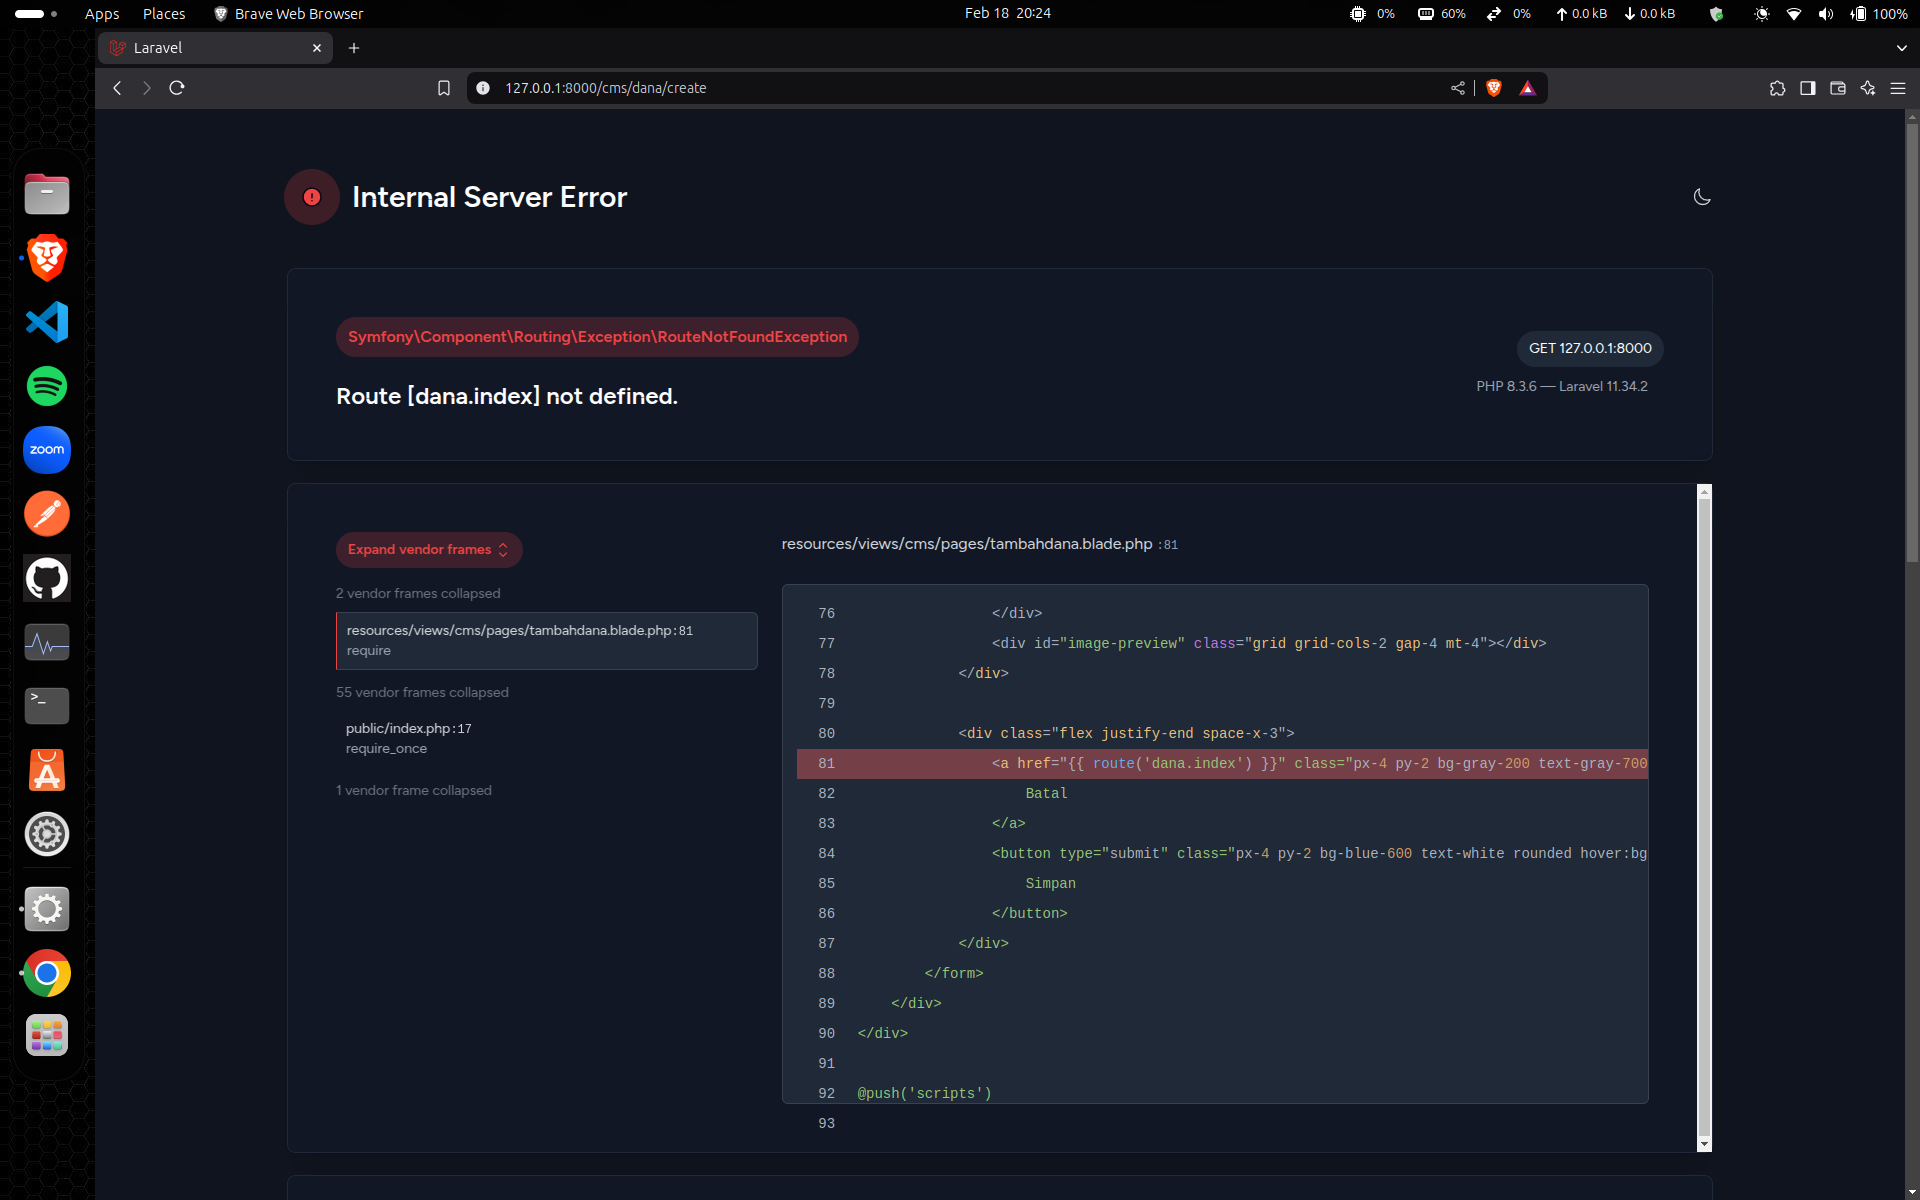 Apps Places Brave Web Browser Feb 18 20:24 0% 60% 0% 0.0 kB 0.0 kB 100%
Laravel
127.0.0.1:8000/cms/dana/create
Internal Server Error
Symfony\Component\Routing\Exception\RouteNotFoundException
GET 127.0.0.1:8000
PHP 8.3.6 — Laravel 11.34.2
Route [dana.index] not defined.
Expand vendor frames
2 vendor frames collapsed
resources/views/cms/pages/tambahdana.blade.php:81
require
55 vendor frames collapsed
public/index.php:17
require_once
1 vendor frame collapsed
resources/views/cms/pages/tambahdana.blade.php :81
76 </div>
77 <div id="image-preview" class="grid grid-cols-2 gap-4 mt-4"></div>
78 </div>
79
80 <div class="flex justify-end space-x-3">
81 <a href="{{ route('dana.index') }}" class="px-4 py-2 bg-gray-200 text-gray-700
82 Batal
83 </a>
84 <button type="submit" class="px-4 py-2 bg-blue-600 text-white rounded hover:bg
85 Simpan
86 </button>
87 </div>
88 </form>
89 </div>
90 </div>
91
92 @push('scripts')
93
zoom
>_